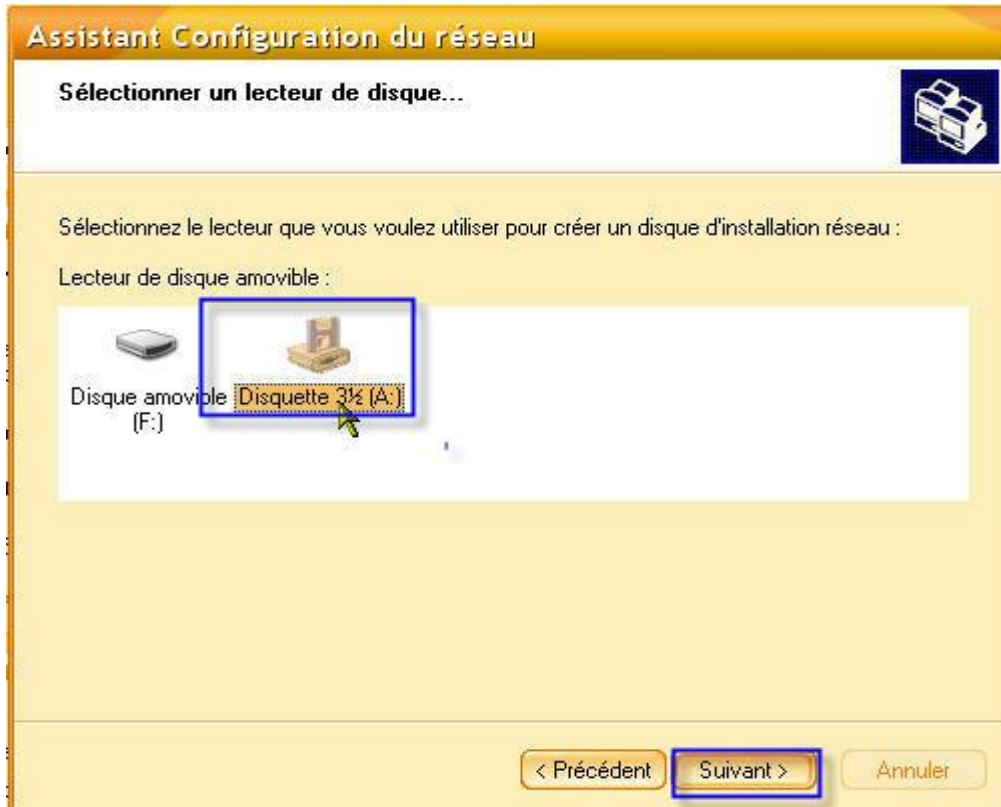 Assistant Configuration du réseau
Sélectionner un lecteur de disque...
Sélectionnez le lecteur que vous voulez utiliser pour créer un disque d'installation réseau :
Lecteur de disque amovible :
Disque amovible
(F:)
Disquette 3½ (A:)
< Précédent
Suivant >
Annuler